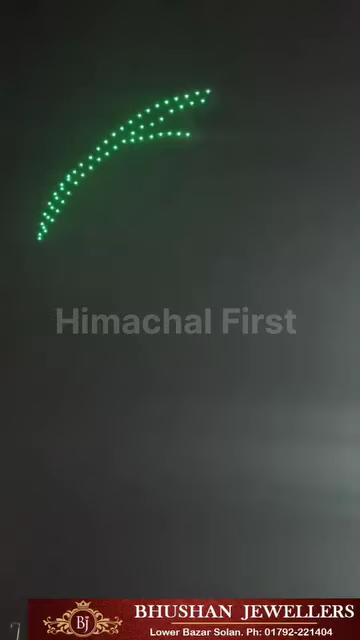 Himachal First
BJ
BHUSHAN JEWELLERS
Lower Bazar Solan. Ph: 01792-221404